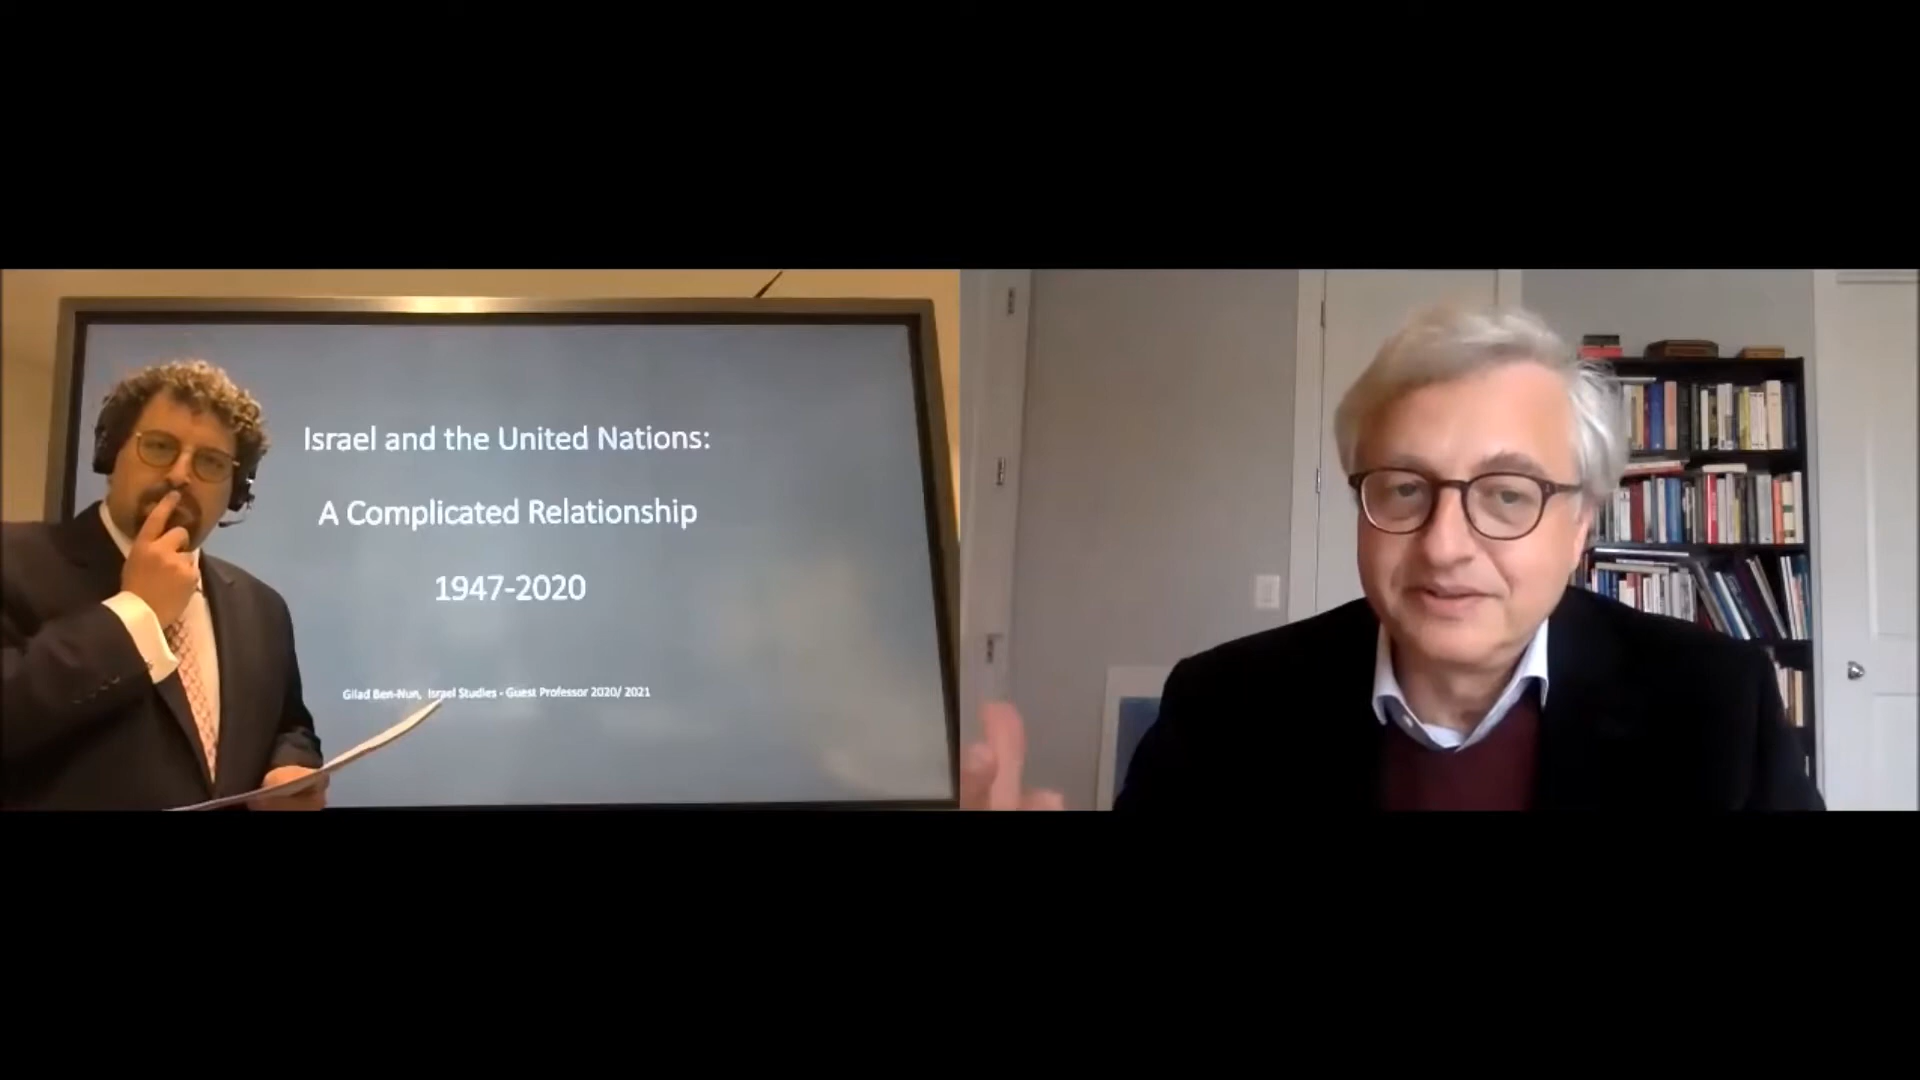 Israel and the United Nations:
A Complicated Relationship
1947-2020
Gilad Ben-Nun, Israel Studies - Guest Professor 2020/ 2021